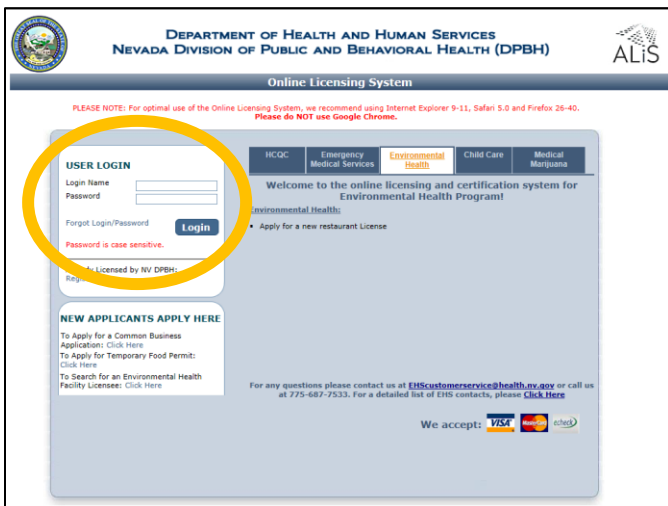 DEPARTMENT OF HEALTH AND HUMAN SERVICES
NEVADA DIVISION OF PUBLIC AND BEHAVIORAL HEALTH (DPBH)
ALiS
Online Licensing System
PLEASE NOTE: For optimal use of the Online Licensing System, we recommend using Internet Explorer 9-11, Safari 5.0 and Firefox 26-40.
Please do NOT use Google Chrome.
USER LOGIN
Login Name
Password
Forgot Login/Password
Login
Password is case sensitive.
Licensed by NV DPBH:
NEW APPLICANTS APPLY HERE
To Apply for a Common Business
Application: Click Here
To Apply for Temporary Food Permit:
Click Here
To Search for an Environmental Health
Facility Licensee: Click Here
HCQC
Emergency
Medical Services
Environmental
Health
Child Care
Medical
Marijuana
Welcome to the online licensing and certification system for
Environmental Health Program!
Environmental Health:
• Apply for a new restaurant License
For any questions please contact us at EHScustomerservice@health.nv.gov or call us
at 775-687-7533. For a detailed list of EHS contacts, please Click Here
We accept: VISA MasterCard echeck